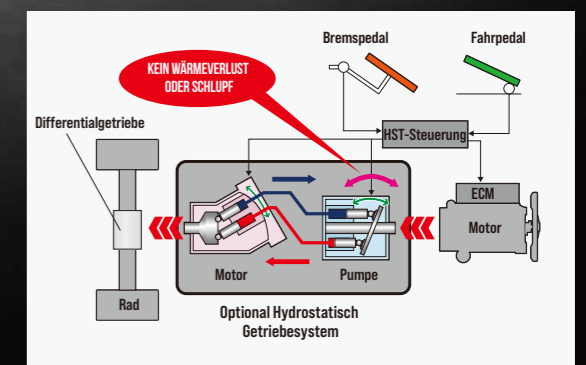 Bremspedal
Fahrpedal
KEIN WÄRMEVERLUST
ODER SCHLUPF
Differentialgetriebe
HST-Steuerung
ECM
Motor
Motor
Pumpe
Rad
Optional Hydrostatisch
Getriebesystem